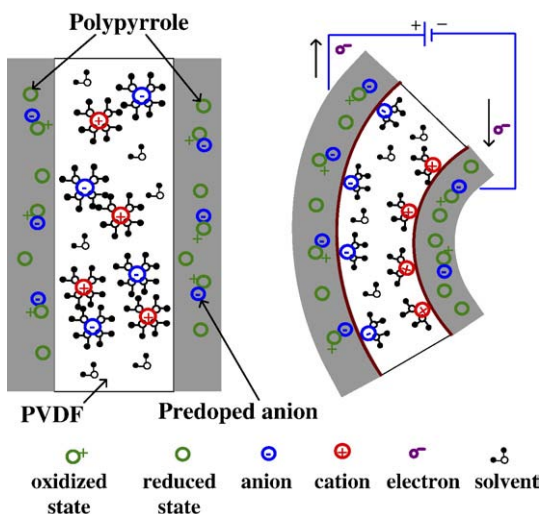 Polypyrrole
+ −
PVDF
Predoped anion
oxidized state
reduced state
anion
cation
electron
solvent